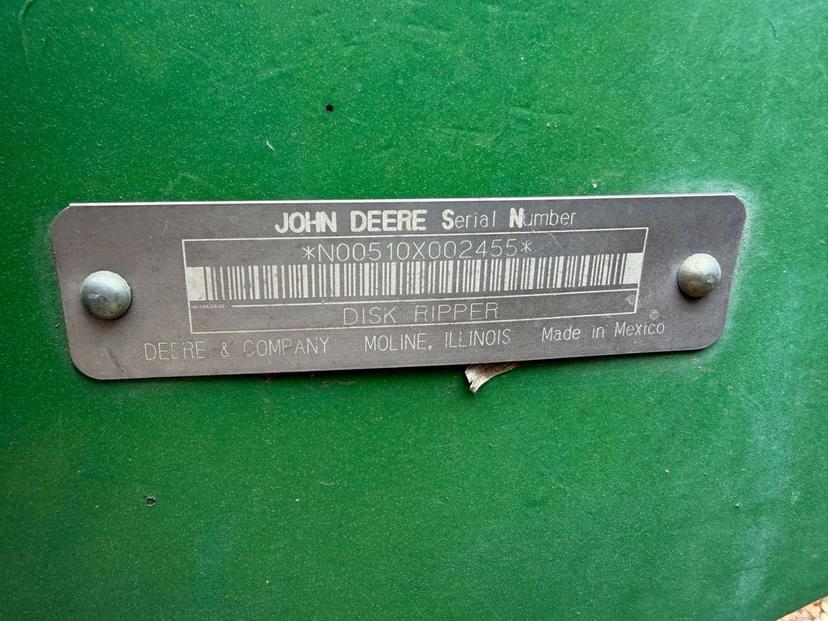 JOHN DEERE Serial Number
*N00510X002455*
DISK RIPPER
DEERE & COMPANY MOLINE, ILLINOIS Made in Mexico